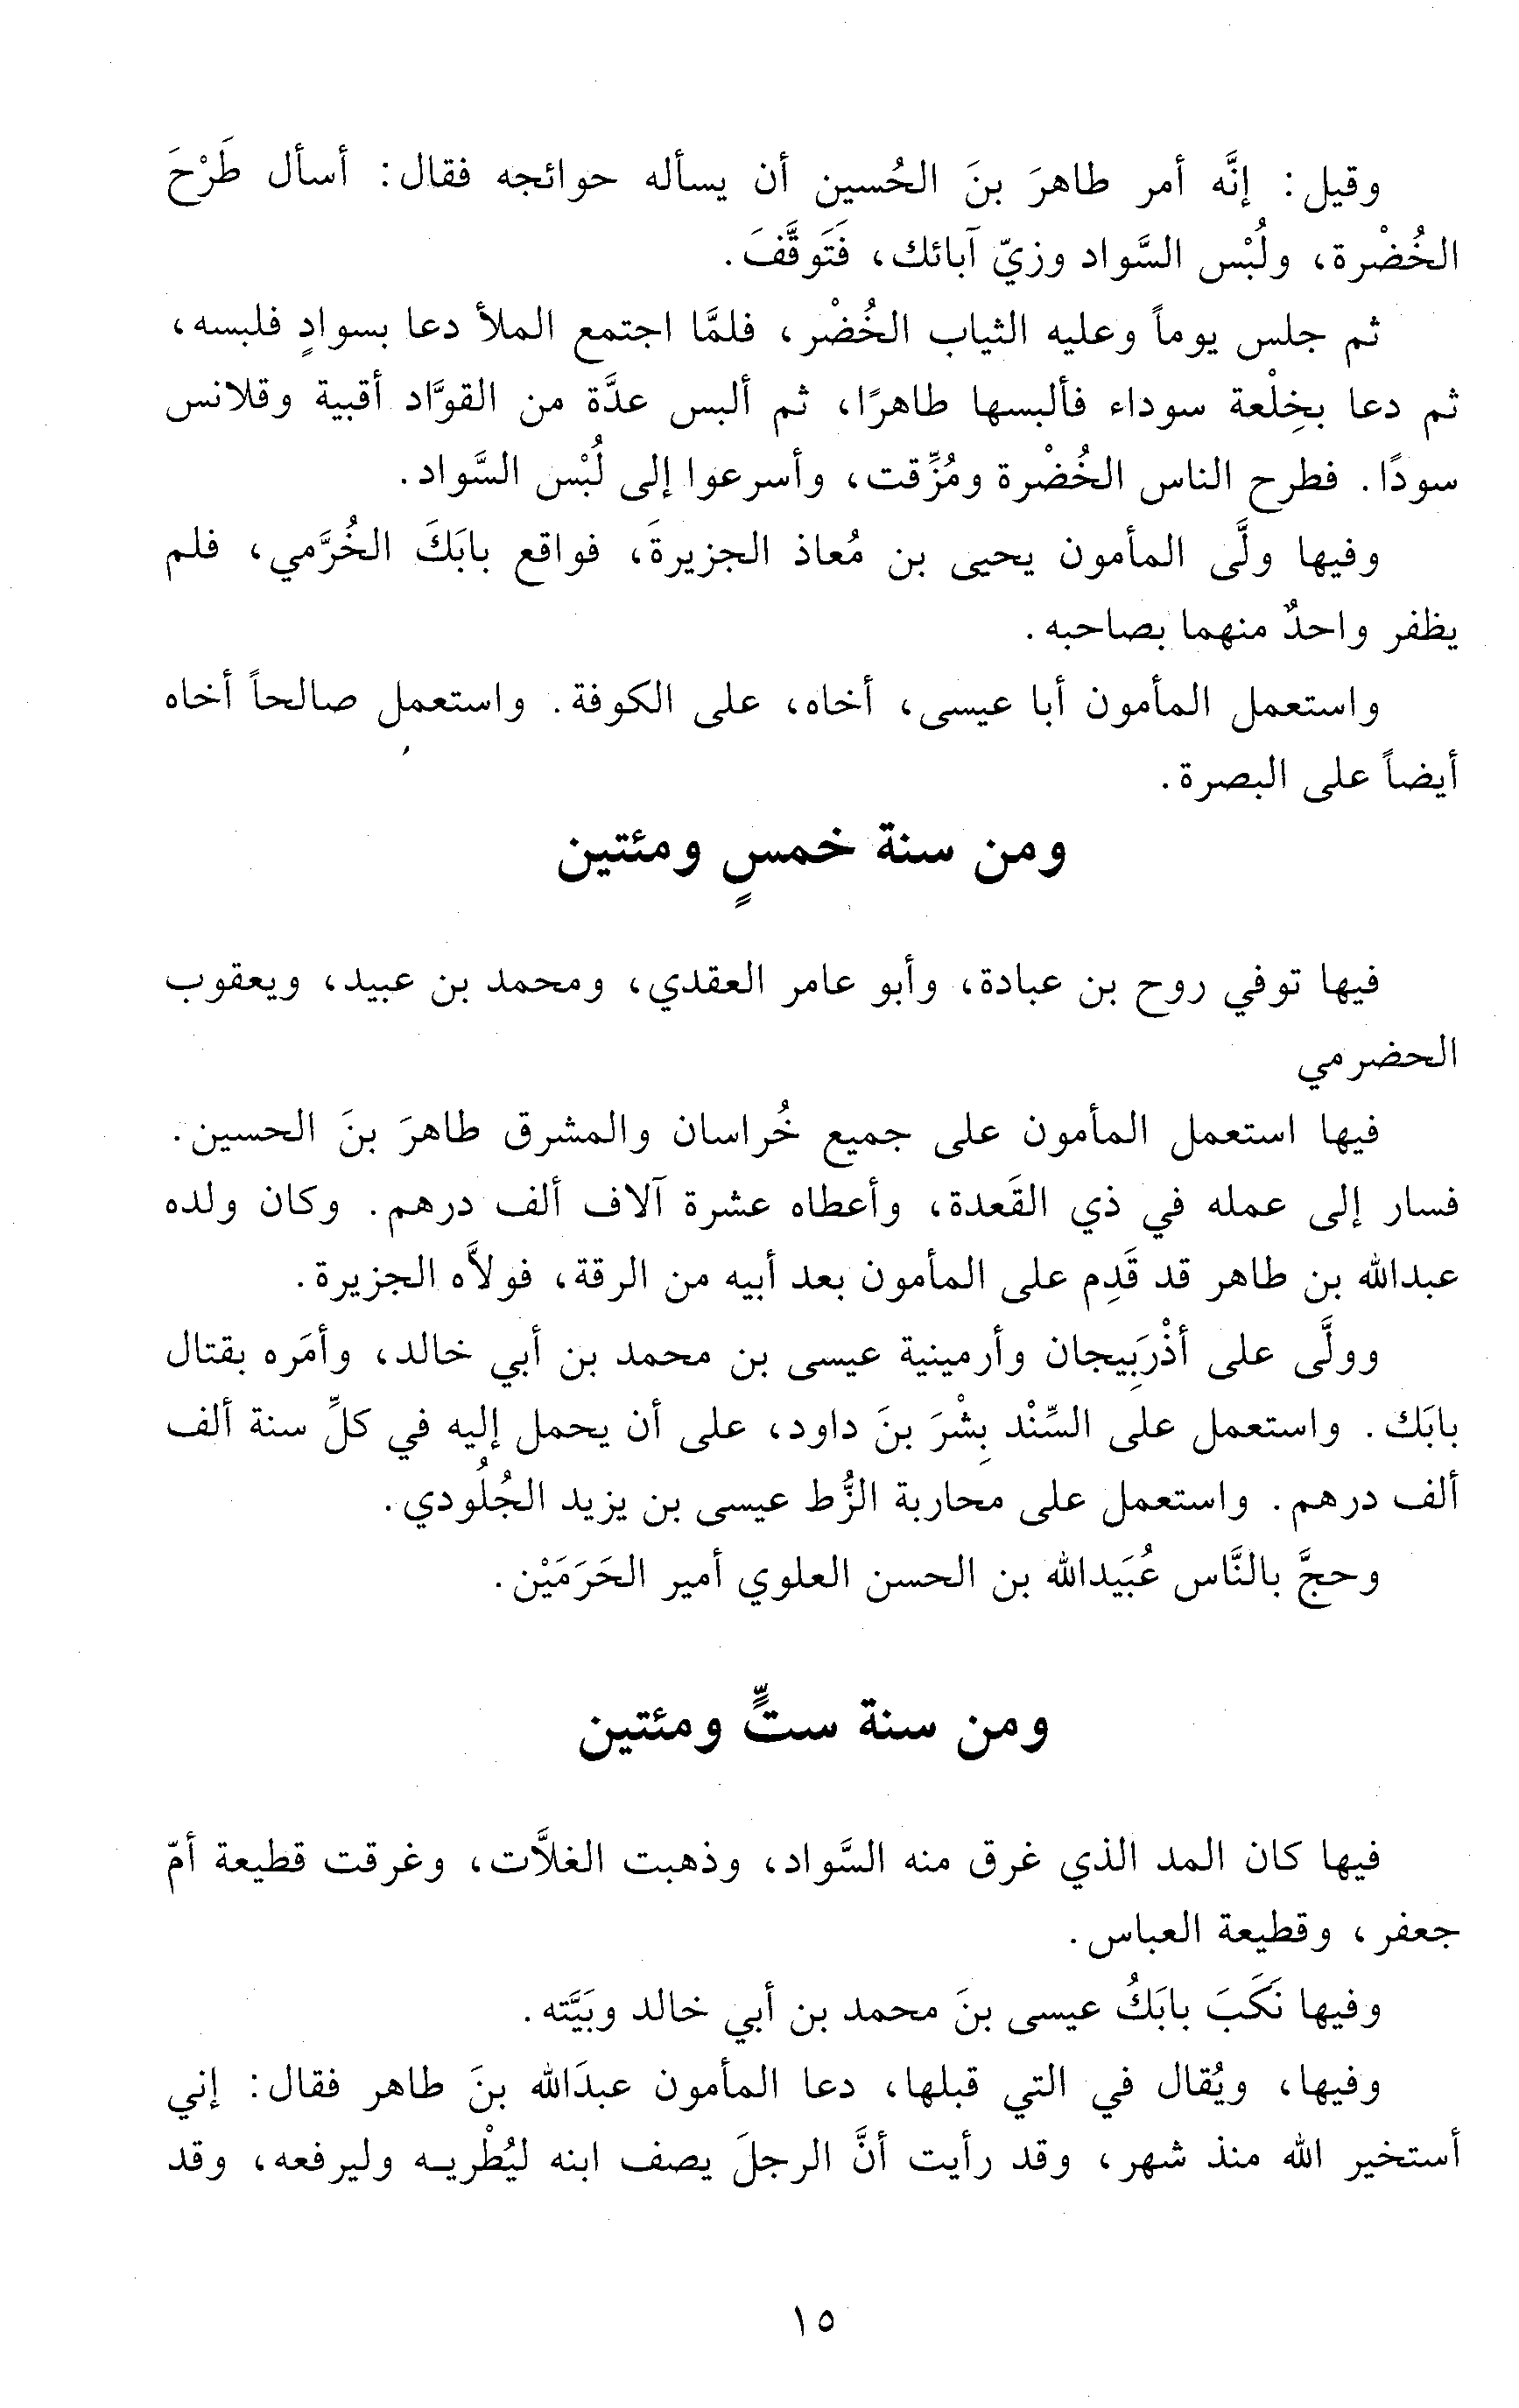 وقيل: إنَّه أمر طاهرَ بنَ الحُسين أن يسأله حوائجه فقال: أسأل طَرْحَ
الخُضْرة، ولُبْس السَّواد وزيّ آبائك، فَتَوقَّفَ.
ثم جلس يوماً وعليه الثياب الخُضْر، فلمَّا اجتمع الملأ دعا بسوادٍ فلبسه،
ثم دعا بخِلْعة سوداء فألبسها طاهرًا، ثم ألبس عدَّة من القوَّاد أقبية وقلانس
سودًا. فطرح الناس الخُضْرة ومُزِّقت، وأسرعوا إلى لُبْس السَّواد.
وفيها ولَّى المأمون يحيى بن مُعاذ الجزيرةَ، فواقع بابَكَ الخُرَّمي، فلم
يظفر واحدٌ منهما بصاحبه.
واستعمل المأمون أبا عيسى، أخاه، على الكوفة. واستعمل صالحاً أخاه
أيضاً على البصرة.
ومن سنة خمسٍ ومئتين
فيها توفي روح بن عبادة، وأبو عامر العقدي، ومحمد بن عبيد، ويعقوب
الحضرمي
فيها استعمل المأمون على جميع خُراسان والمشرق طاهرَ بنَ الحسين.
فسار إلى عمله في ذي القَعدة، وأعطاه عشرة آلاف ألف درهم. وكان ولده
عبدالله بن طاهر قد قَدِم على المأمون بعد أبيه من الرقة، فولاَّه الجزيرة.
وولَّى على أذْرَبِيجان وأرمينية عيسى بن محمد بن أبي خالد، وأمَره بقتال
بابَك. واستعمل على السِّنْد بِشْرَ بنَ داود، على أن يحمل إليه في كلِّ سنة ألف
ألف درهم. واستعمل على محاربة الزُّط عيسى بن يزيد الجُلُودي.
وحجَّ بالنَّاس عُبَيدالله بن الحسن العلوي أمير الحَرَمَيْن.
ومن سنة ستٍّ ومئتين
فيها كان المد الذي غرق منه السَّواد، وذهبت الغلاَّت، وغرقت قطيعة أمّ
جعفر، وقطيعة العباس.
وفيها نَكَبَ بابَكُ عيسى بنَ محمد بن أبي خالد وبَيَّته.
وفيها، ويُقال في التي قبلها، دعا المأمون عبدَالله بنَ طاهر فقال: إني
أستخير الله منذ شهر، وقد رأيت أنَّ الرجلَ يصف ابنه ليُطْريه وليرفعه، وقد
١٥